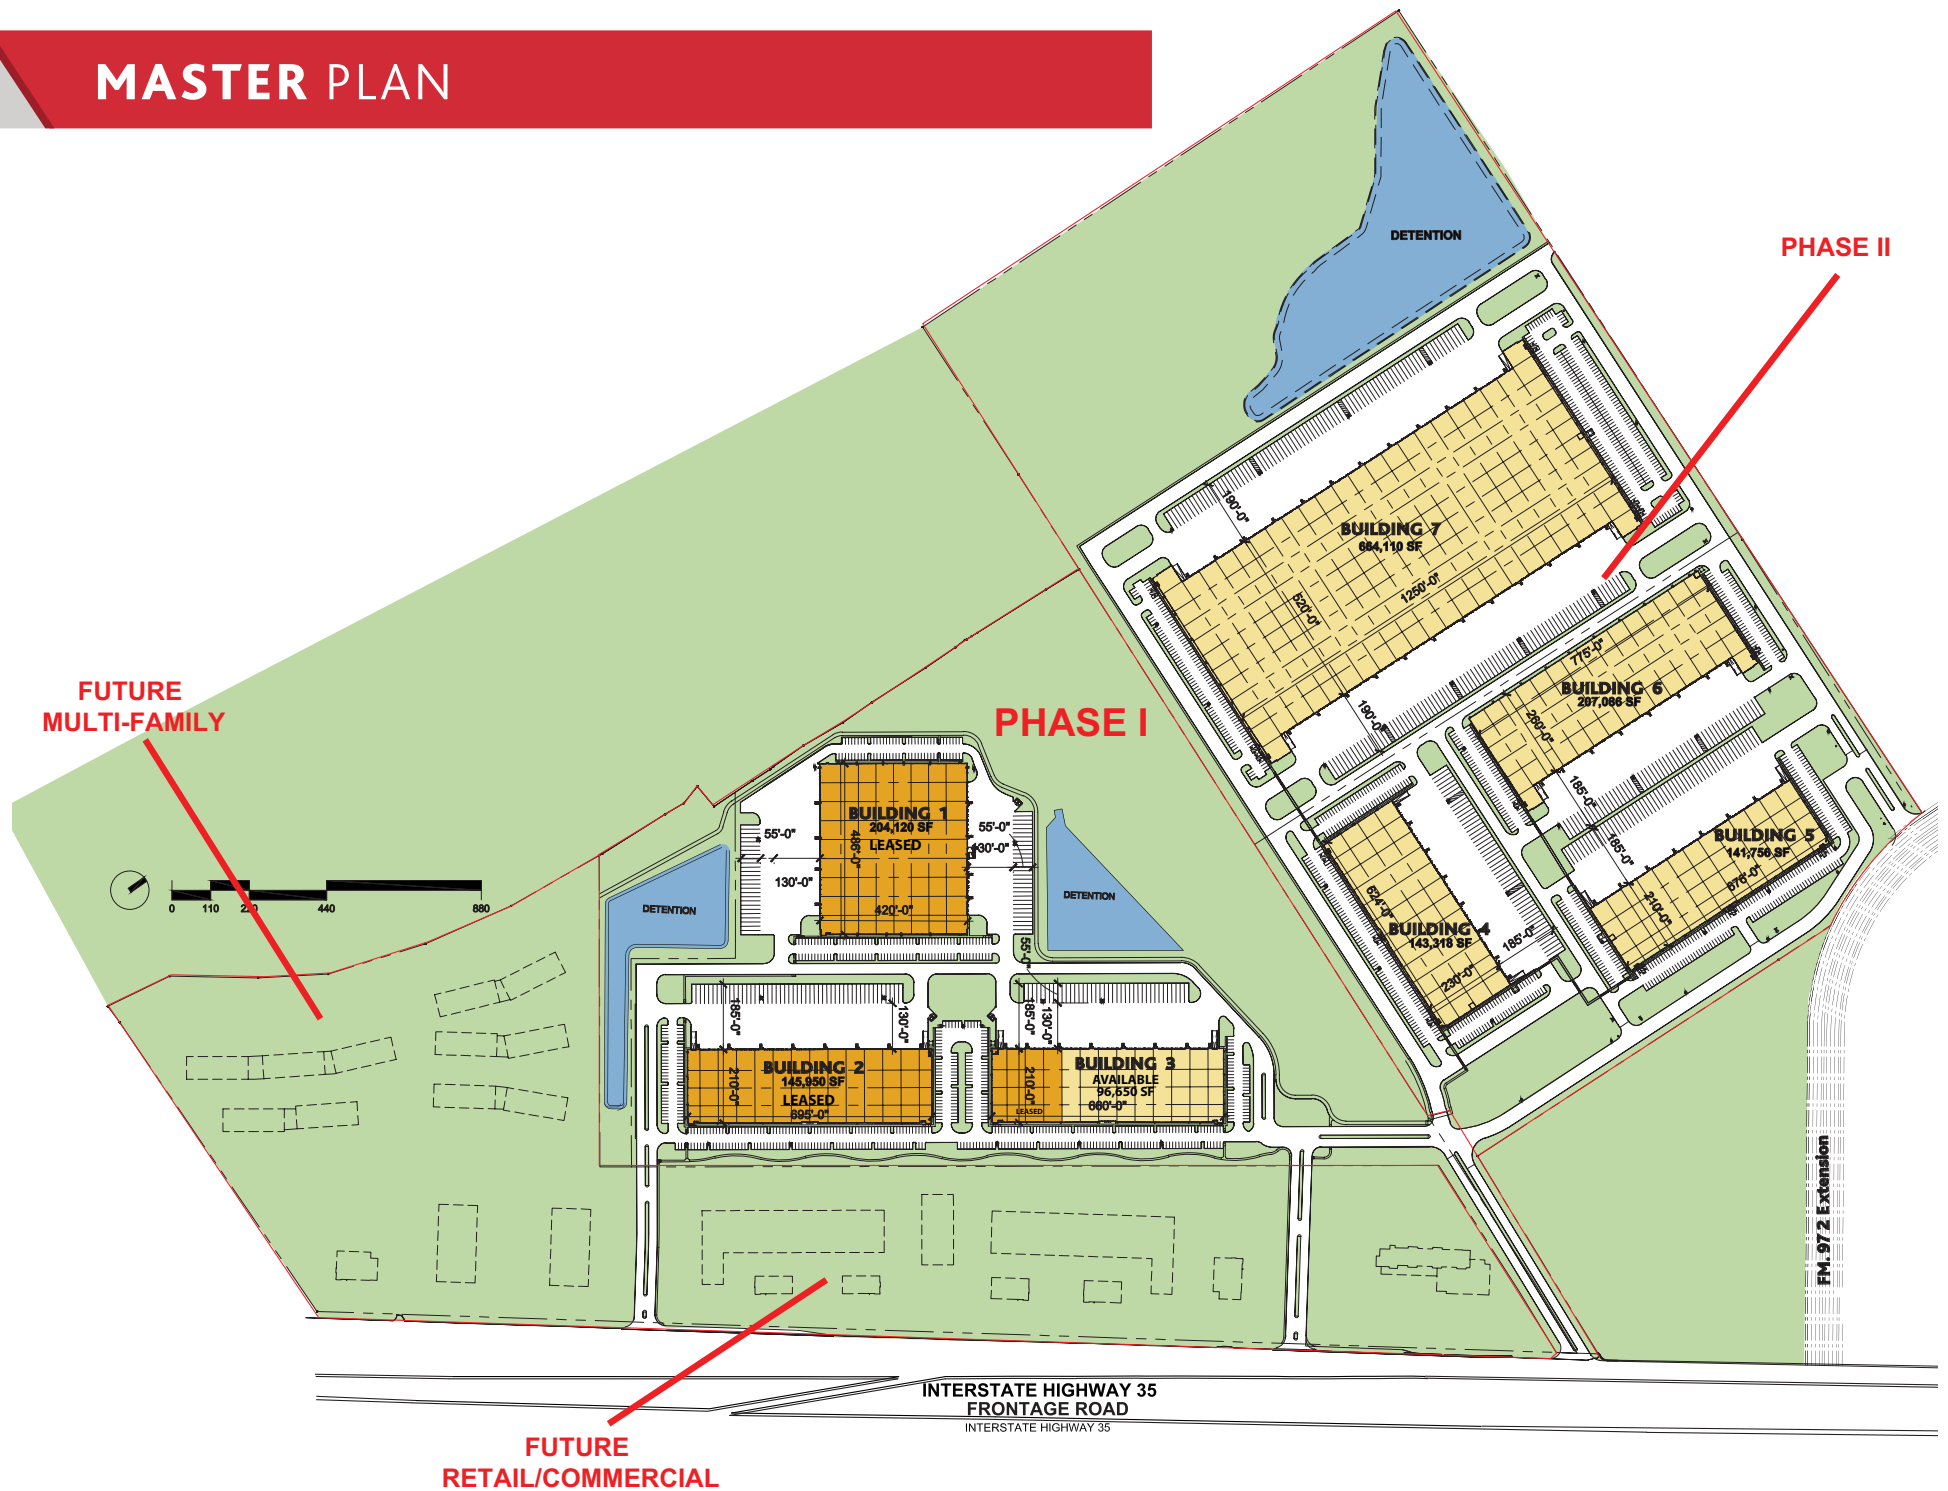 MASTER PLAN
DETENTION
PHASE II
190'-0"
BUILDING 7
664,110 SF
1250'-0"
520'-0"
190'-0"
775'-0"
BUILDING 6
207,086 SF
260'-0"
185'-0"
185'-0"
BUILDING 5
141,756 SF
676'-0"
210'-0"
624'-0"
BUILDING 4
143,318 SF
185'-0"
230'-0"
FUTURE
MULTI-FAMILY
PHASE I
BUILDING 1
204,120 SF
LEASED
486'-0"
55'-0"
130'-0"
55'-0"
130'-0"
420'-0"
DETENTION
DETENTION
0 110 220 440 880
55'-0"
185'-0"
130'-0"
185'-0"
130'-0"
BUILDING 2
145,950 SF
LEASED
695'-0"
210'-0"
BUILDING 3
AVAILABLE
96,650 SF
660'-0"
210'-0"
LEASED
FM. 972 Extension
INTERSTATE HIGHWAY 35
FRONTAGE ROAD
INTERSTATE HIGHWAY 35
FUTURE
RETAIL/COMMERCIAL